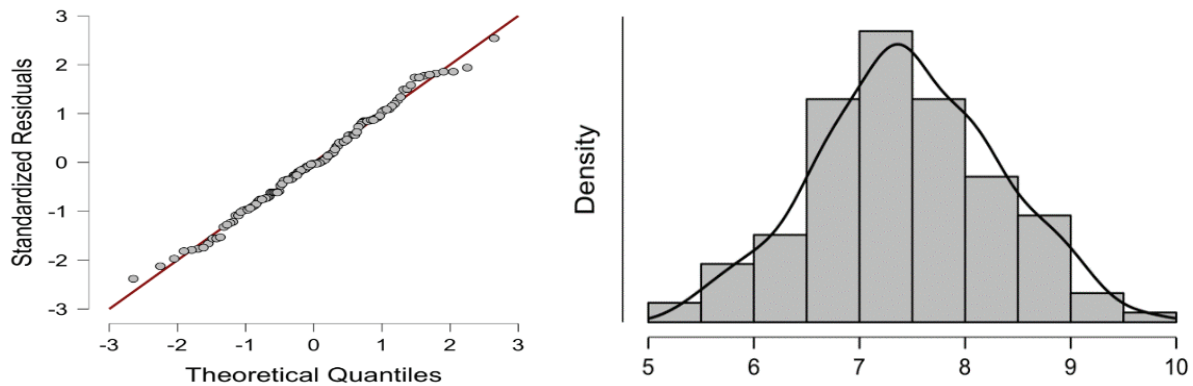 3
2
1
0
-1
-2
-3
Standardized Residuals
-3 -2 -1 0 1 2 3
Theoretical Quantiles
Density
5 6 7 8 9 10